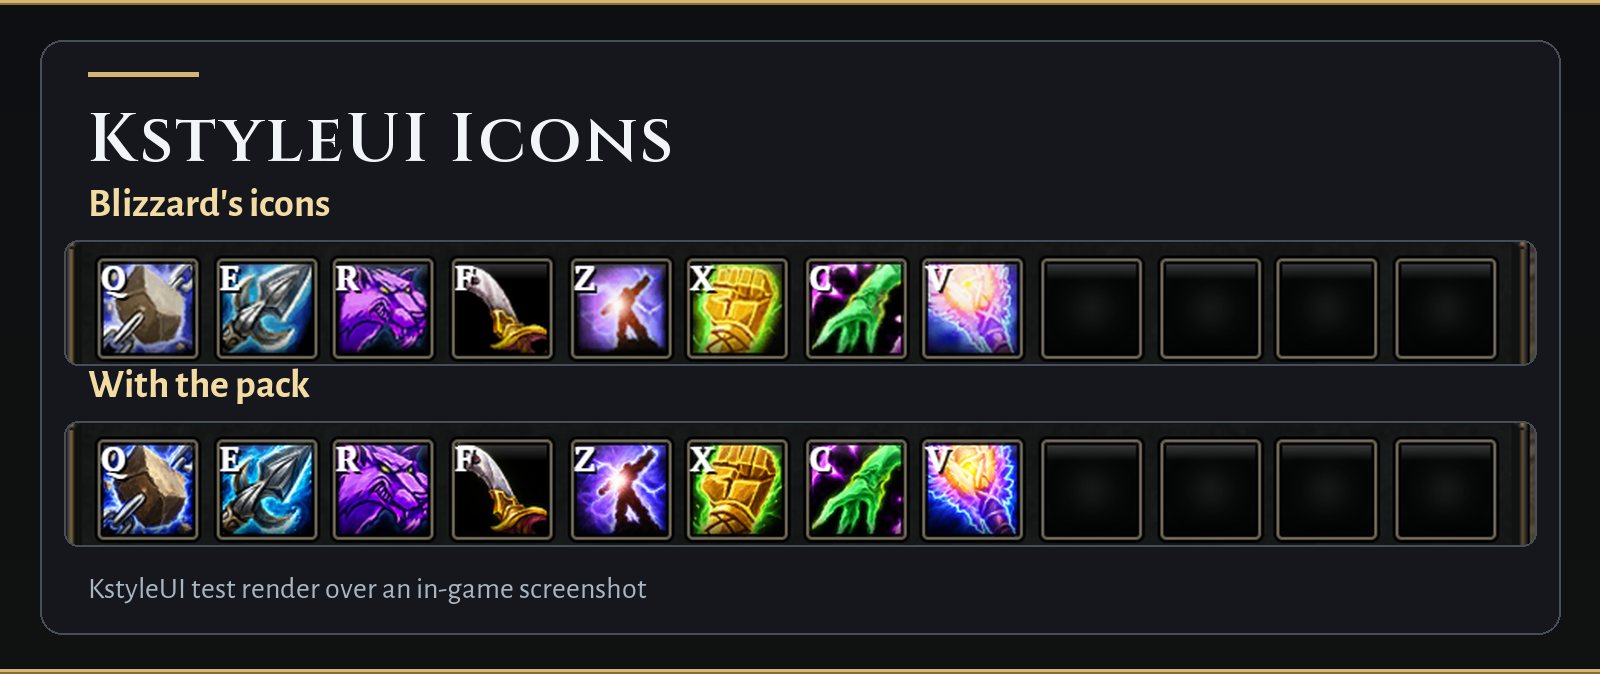 KstyleUI Icons
Blizzard's icons
Q E R F Z X C V
With the pack
Q E R F Z X C V
KstyleUI test render over an in-game screenshot